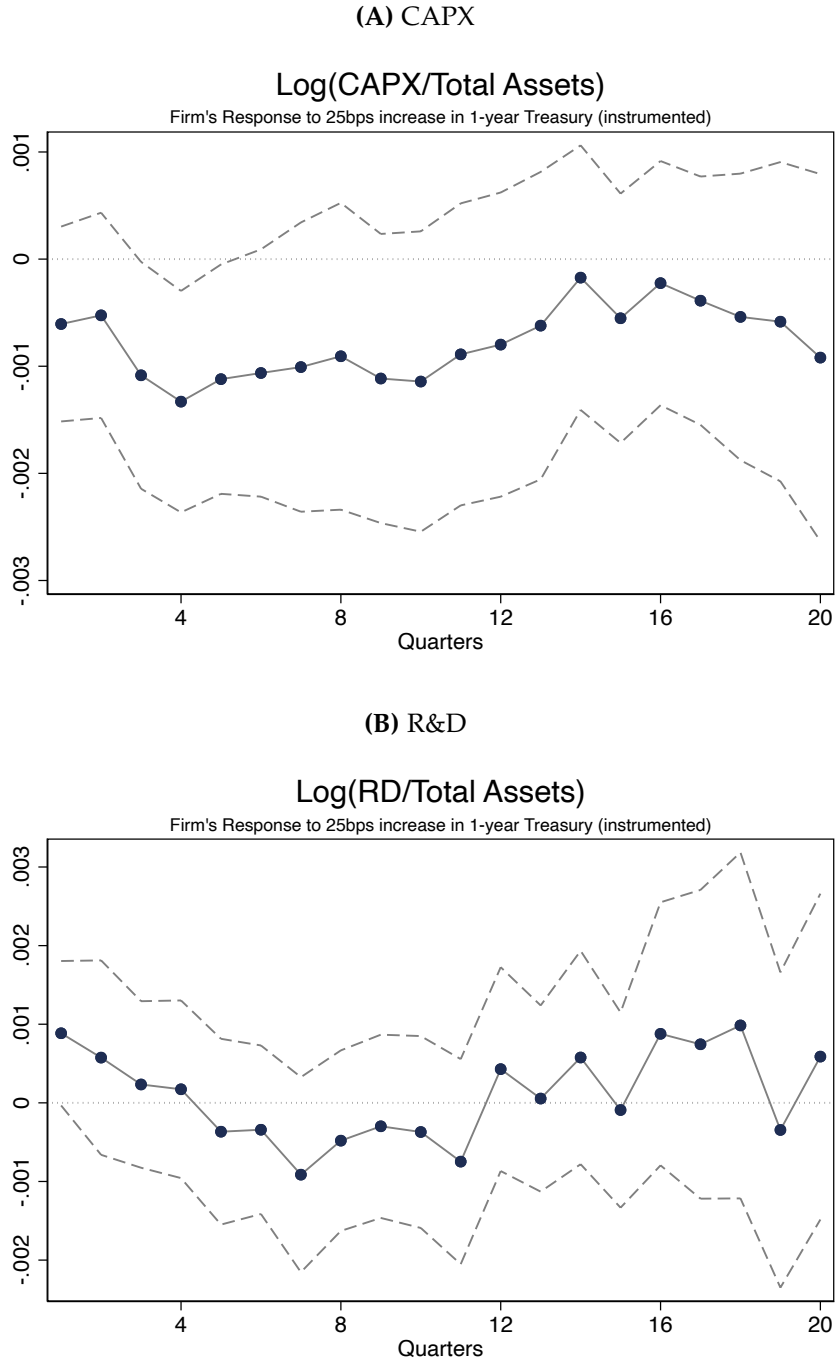 (A) CAPX
Log(CAPX/Total Assets)
Firm's Response to 25bps increase in 1-year Treasury (instrumented)
.001
0
-.001
-.002
-.003
4 8 12 16 20
Quarters
(B) R&D
Log(RD/Total Assets)
Firm's Response to 25bps increase in 1-year Treasury (instrumented)
.003
.002
.001
0
-.001
-.002
4 8 12 16 20
Quarters